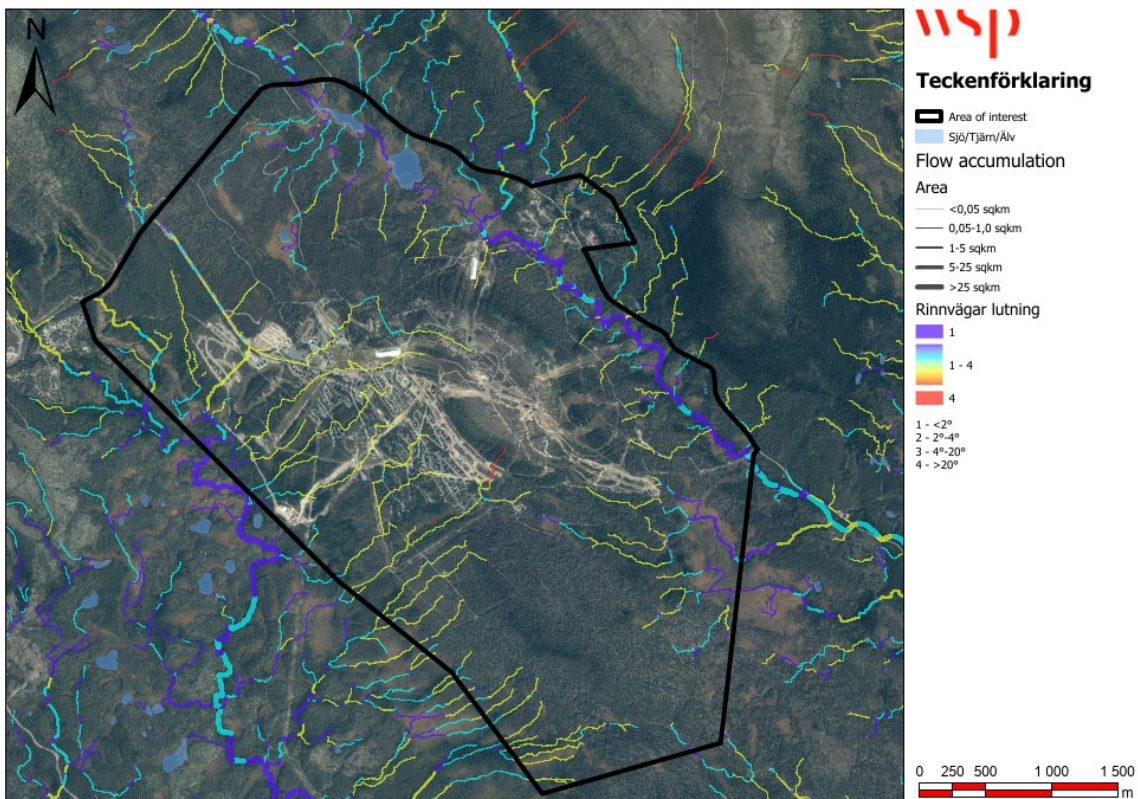 N
wsp
Teckenförklaring
Area of interest
Sjö/Tjärn/Älv
Flow accumulation
Area
<0,05 sqkm
0,05-1,0 sqkm
1-5 sqkm
5-25 sqkm
>25 sqkm
Rinnvägar lutning
1
1 - 4
4
1 - <2°
2 - 2°-4°
3 - 4°-20°
4 - >20°
0 250 500 1 000 1 500
m